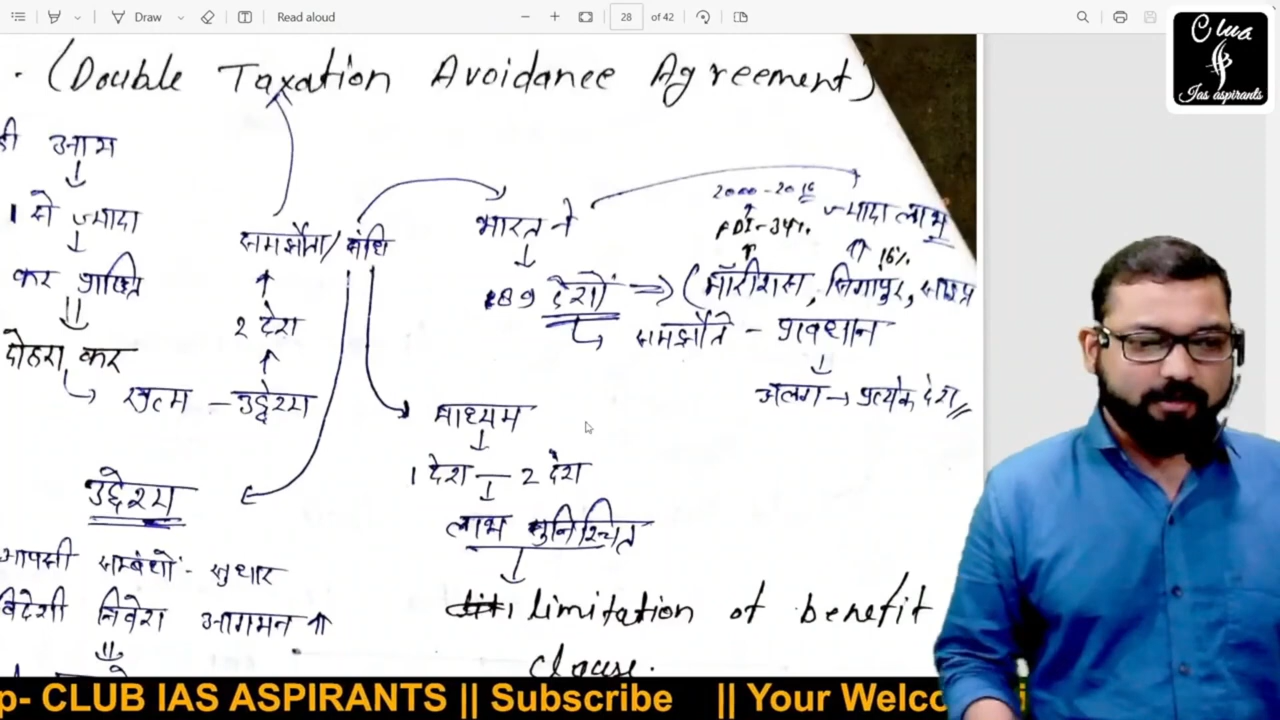 Draw
Read aloud
28 of 42
Club
Ias aspirants
(Double Taxation Avoidance Agreement)
ही आय
1 से ज्यादा
कर प्राप्ति
दोहरा कर
खत्म - उद्देश्य
समझौता/संधि
2 देश
भारत ने
89 देशों
2000-2016
FDI-34%
ज्यादा लाभ
16%
(मॉरीशस, सिंगापुर,
समझौते - प्रावधान
अलग → प्रत्येक देश
माध्यम
1 देश - 2 देश
लाभ सुनिश्चित
limitation of benefit
clause.
उद्देश्य
आपसी सम्बंधों - सुधार
विदेशी निवेश आगमन ↑
p- CLUB IAS ASPIRANTS || Subscribe || Your Welco